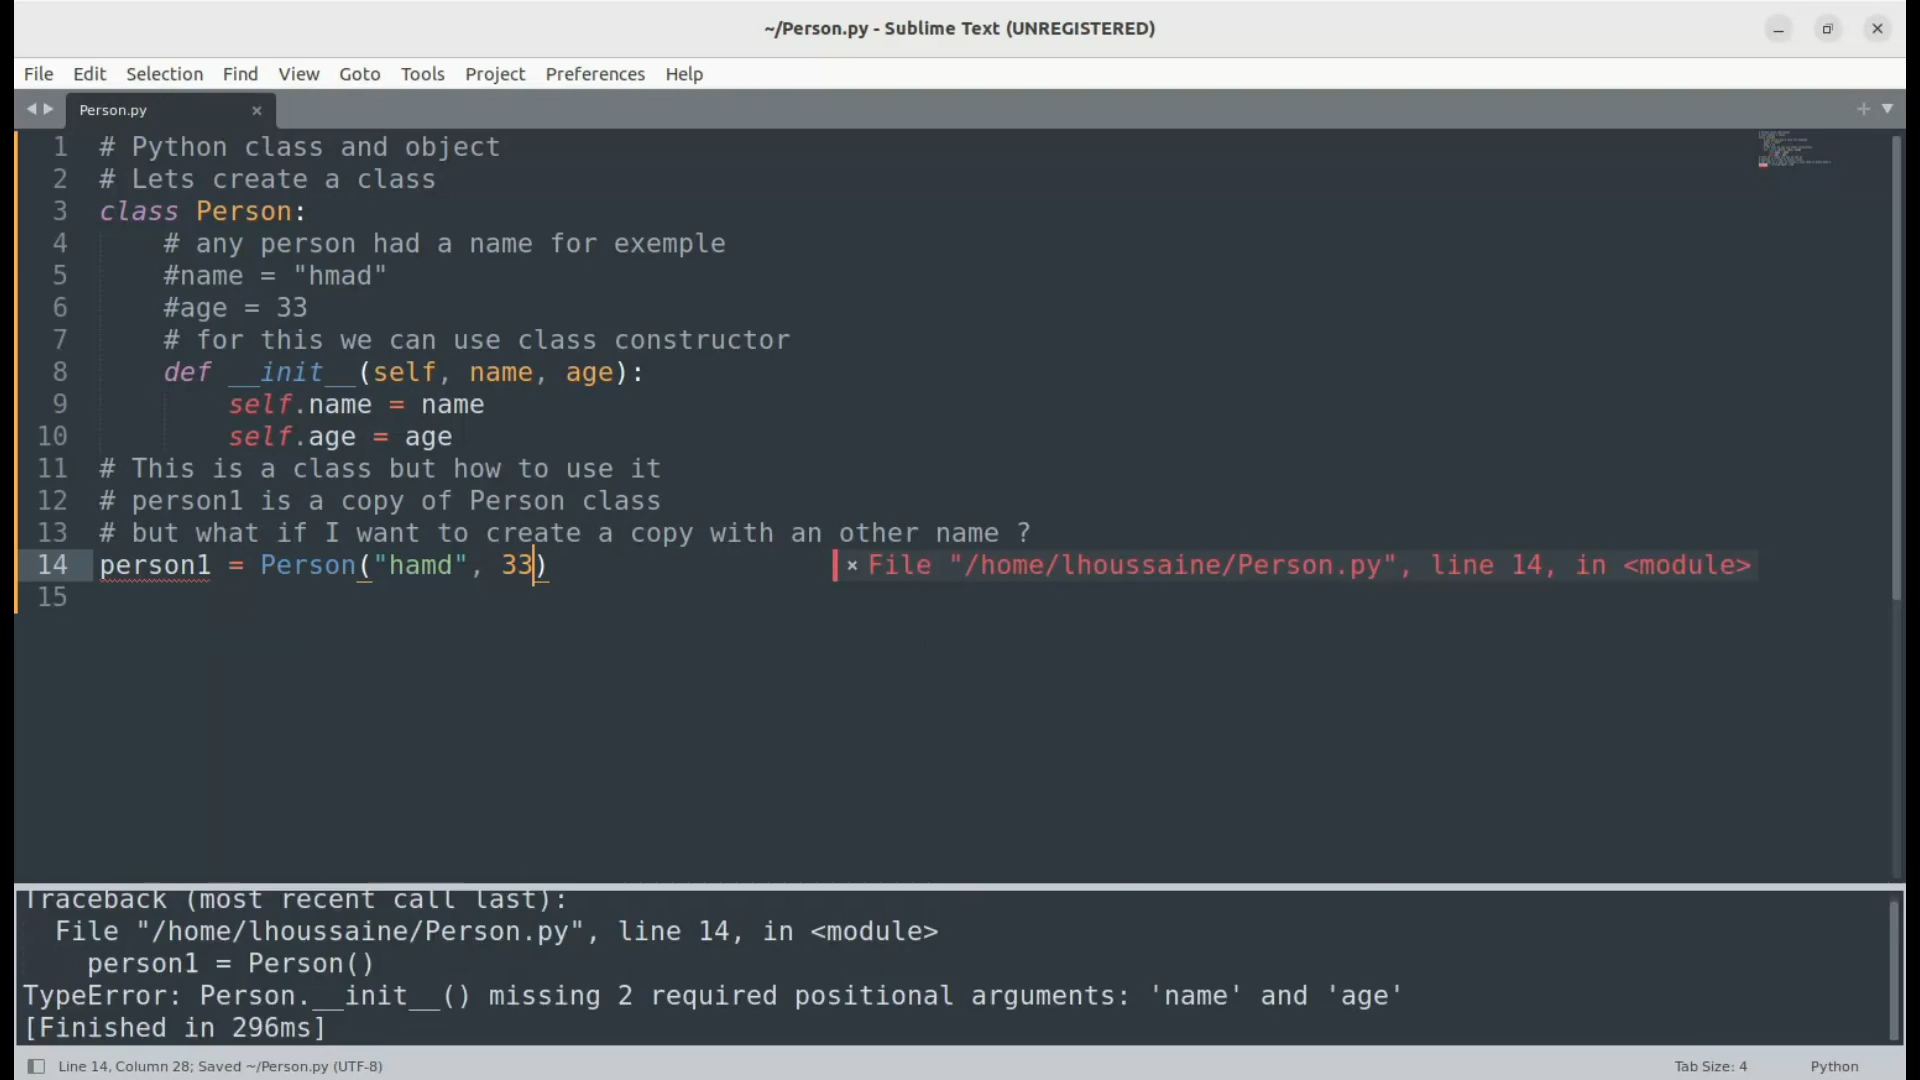 ~/Person.py - Sublime Text (UNREGISTERED)
File Edit Selection Find View Goto Tools Project Preferences Help
Person.py
1 # Python class and object
2 # Lets create a class
3 class Person:
4 # any person had a name for exemple
5 #name = "hmad"
6 #age = 33
7 # for this we can use class constructor
8 def __init__(self, name, age):
9 self.name = name
10 self.age = age
11 # This is a class but how to use it
12 # person1 is a copy of Person class
13 # but what if I want to create a copy with an other name ?
14 person1 = Person("hamd", 33) × File "/home/lhoussaine/Person.py", line 14, in <module>
15
Traceback (most recent call last):
File "/home/lhoussaine/Person.py", line 14, in <module>
person1 = Person()
TypeError: Person.__init__() missing 2 required positional arguments: 'name' and 'age'
[Finished in 296ms]
Line 14, Column 28; Saved ~/Person.py (UTF-8) Tab Size: 4 Python